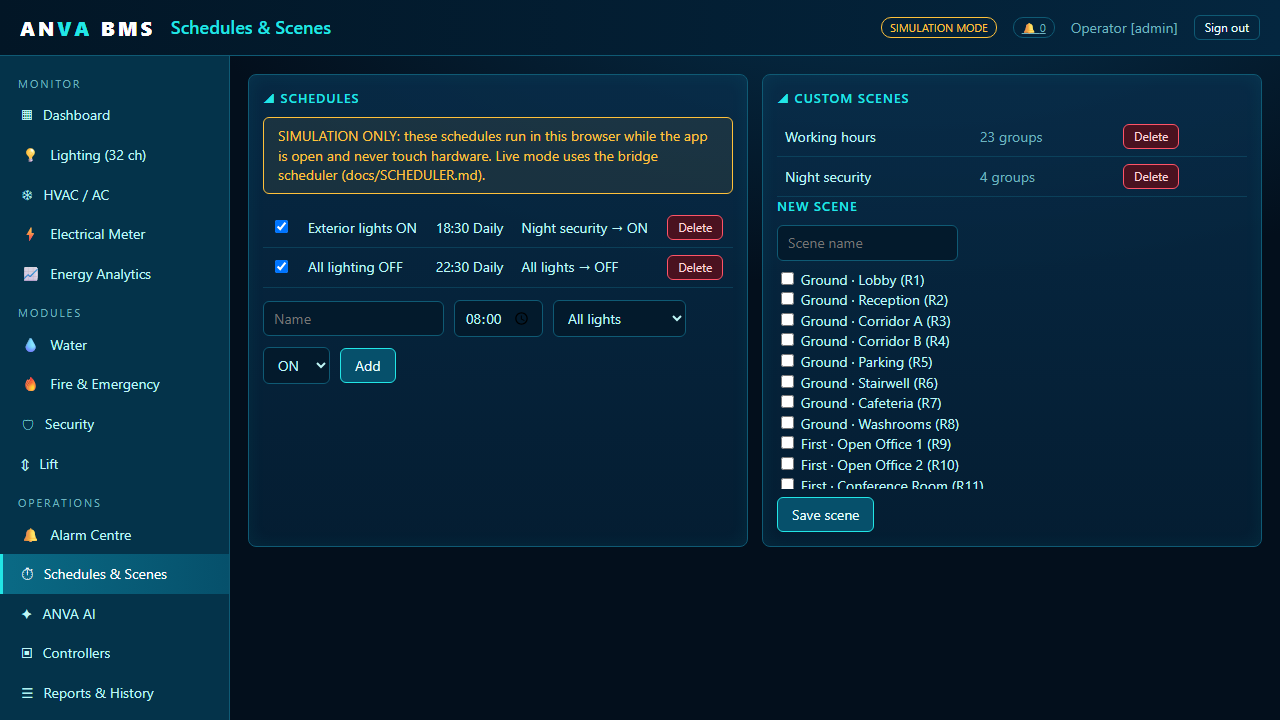 ANVA BMS
Schedules & Scenes
SIMULATION MODE
0
Operator [admin]
Sign out
MONITOR
Dashboard
Lighting (32 ch)
HVAC / AC
Electrical Meter
Energy Analytics
MODULES
Water
Fire & Emergency
Security
Lift
OPERATIONS
Alarm Centre
Schedules & Scenes
ANVA AI
Controllers
Reports & History
SCHEDULES
SIMULATION ONLY: these schedules run in this browser while the app
is open and never touch hardware. Live mode uses the bridge
scheduler (docs/SCHEDULER.md).
Exterior lights ON 18:30 Daily Night security → ON Delete
All lighting OFF 22:30 Daily All lights → OFF Delete
Name 08:00 All lights
ON Add
CUSTOM SCENES
Working hours 23 groups Delete
Night security 4 groups Delete
NEW SCENE
Scene name
Ground · Lobby (R1)
Ground · Reception (R2)
Ground · Corridor A (R3)
Ground · Corridor B (R4)
Ground · Parking (R5)
Ground · Stairwell (R6)
Ground · Cafeteria (R7)
Ground · Washrooms (R8)
First · Open Office 1 (R9)
First · Open Office 2 (R10)
First · Conference Room (R11)
Save scene